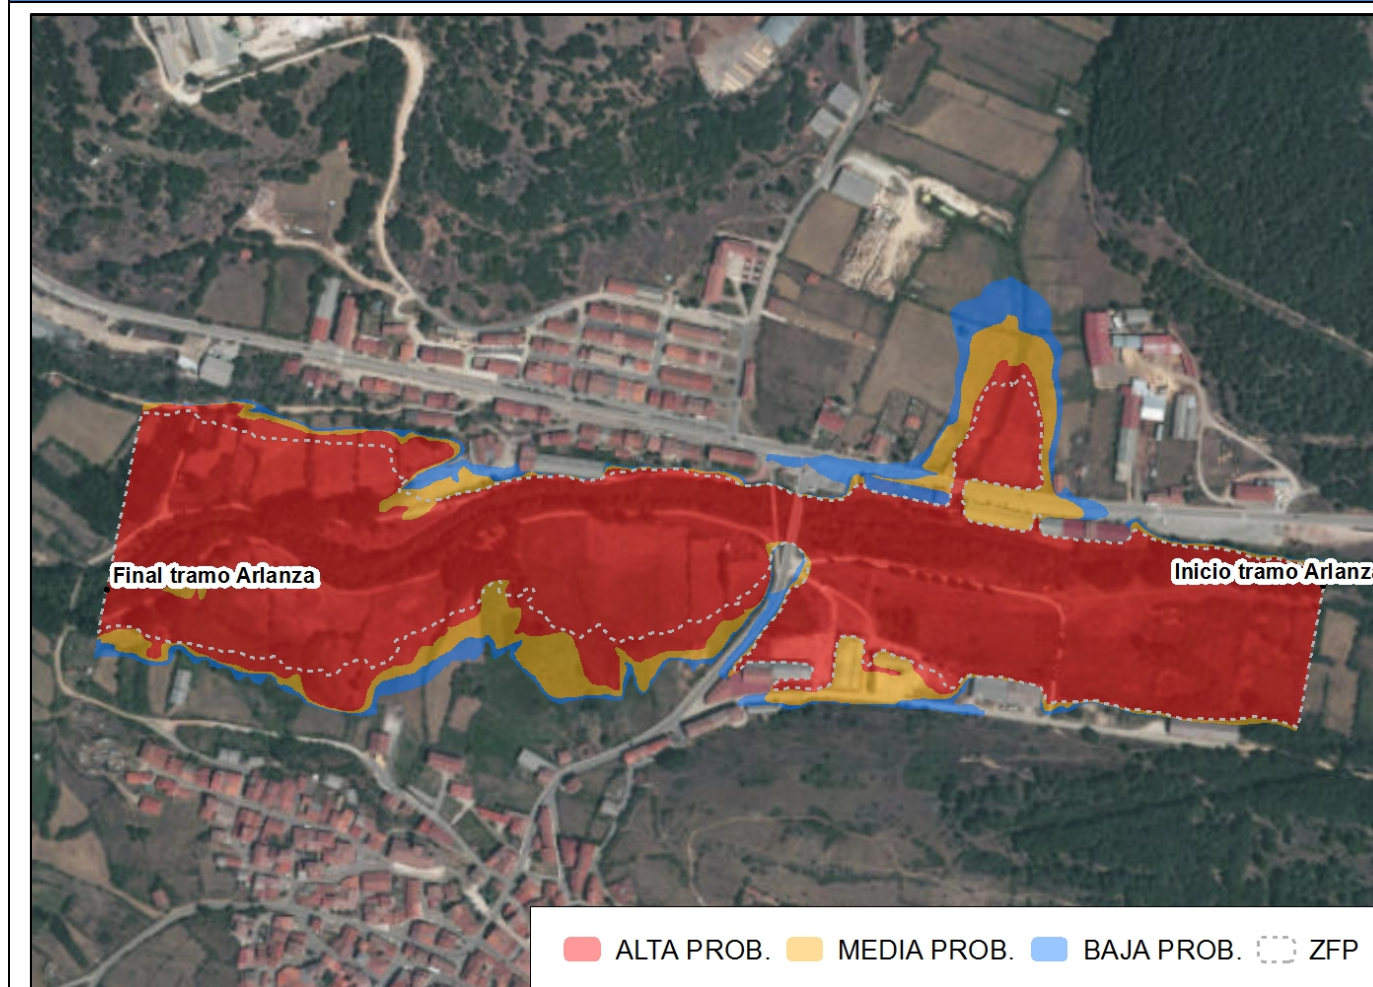 Final tramo Arlanza
Inicio tramo Arlanza
ALTA PROB.
MEDIA PROB.
BAJA PROB.
ZFP